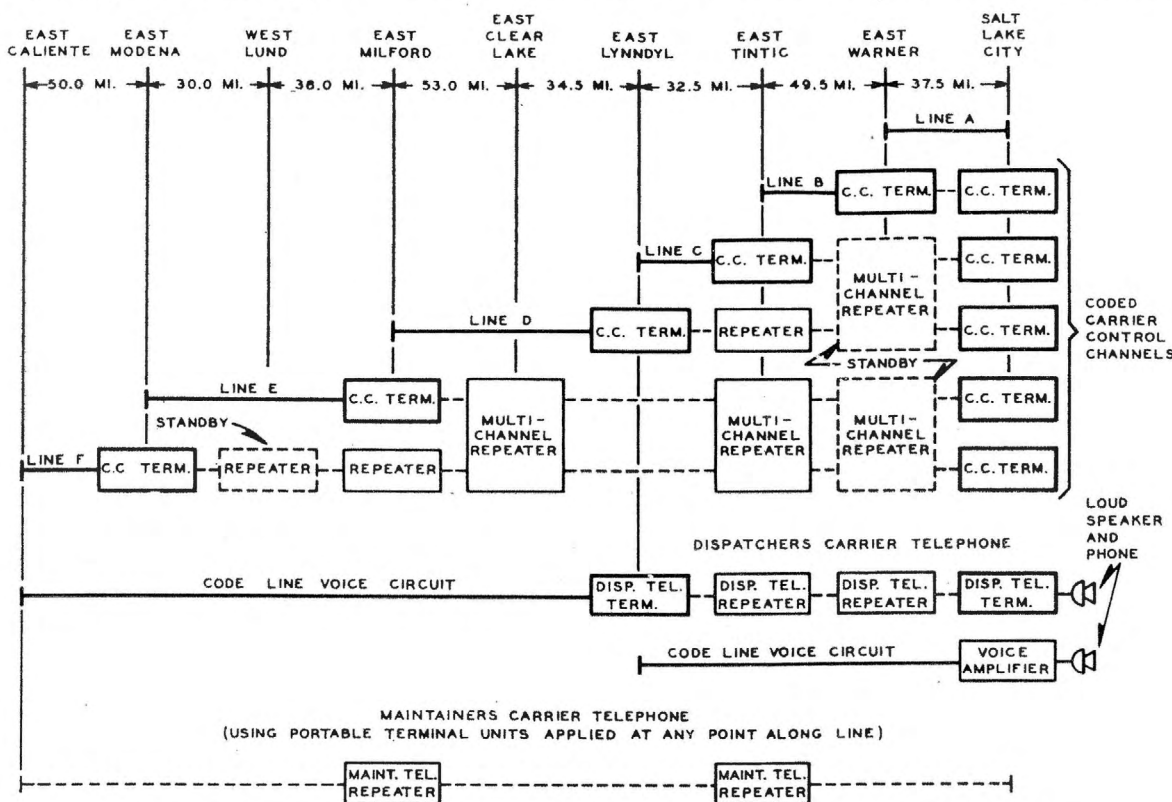 EAST CALIENTE
EAST MODENA
WEST LUND
EAST MILFORD
EAST CLEAR LAKE
EAST LYNNDYL
EAST TINTIC
EAST WARNER
SALT LAKE CITY
50.0 MI.
30.0 MI.
36.0 MI.
53.0 MI.
34.5 MI.
32.5 MI.
49.5 MI.
37.5 MI.
LINE A
LINE B
C.C. TERM.
C.C. TERM.
LINE C
C.C. TERM.
MULTI-
CHANNEL
REPEATER
C.C. TERM.
LINE D
C.C. TERM.
REPEATER
C.C. TERM.
CODED
CARRIER
CONTROL
CHANNELS
STANDBY
LINE E
C.C. TERM.
MULTI-
CHANNEL
REPEATER
MULTI-
CHANNEL
REPEATER
MULTI-
CHANNEL
REPEATER
C.C. TERM.
STANDBY
LINE F
C.C TERM.
REPEATER
REPEATER
C.C. TERM.
LOUD
SPEAKER
AND
PHONE
DISPATCHERS CARRIER TELEPHONE
CODE LINE VOICE CIRCUIT
DISP. TEL.
TERM.
DISP. TEL.
REPEATER
DISP. TEL.
REPEATER
DISP. TEL.
TERM.
CODE LINE VOICE CIRCUIT
VOICE
AMPLIFIER
MAINTAINERS CARRIER TELEPHONE
(USING PORTABLE TERMINAL UNITS APPLIED AT ANY POINT ALONG LINE)
MAINT. TEL.
REPEATER
MAINT. TEL.
REPEATER